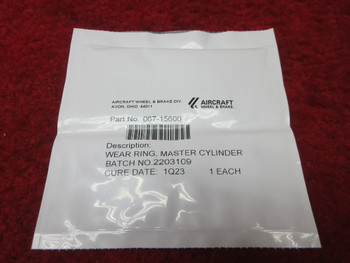 AIRCRAFT WHEEL & BRAKE DIV.
AVON, OHIO 44011
AIRCRAFT
WHEEL & BRAKE
Part No. 067-15600
Description:
WEAR RING, MASTER CYLINDER
BATCH NO.2203109
CURE DATE: 1Q23 1 EACH